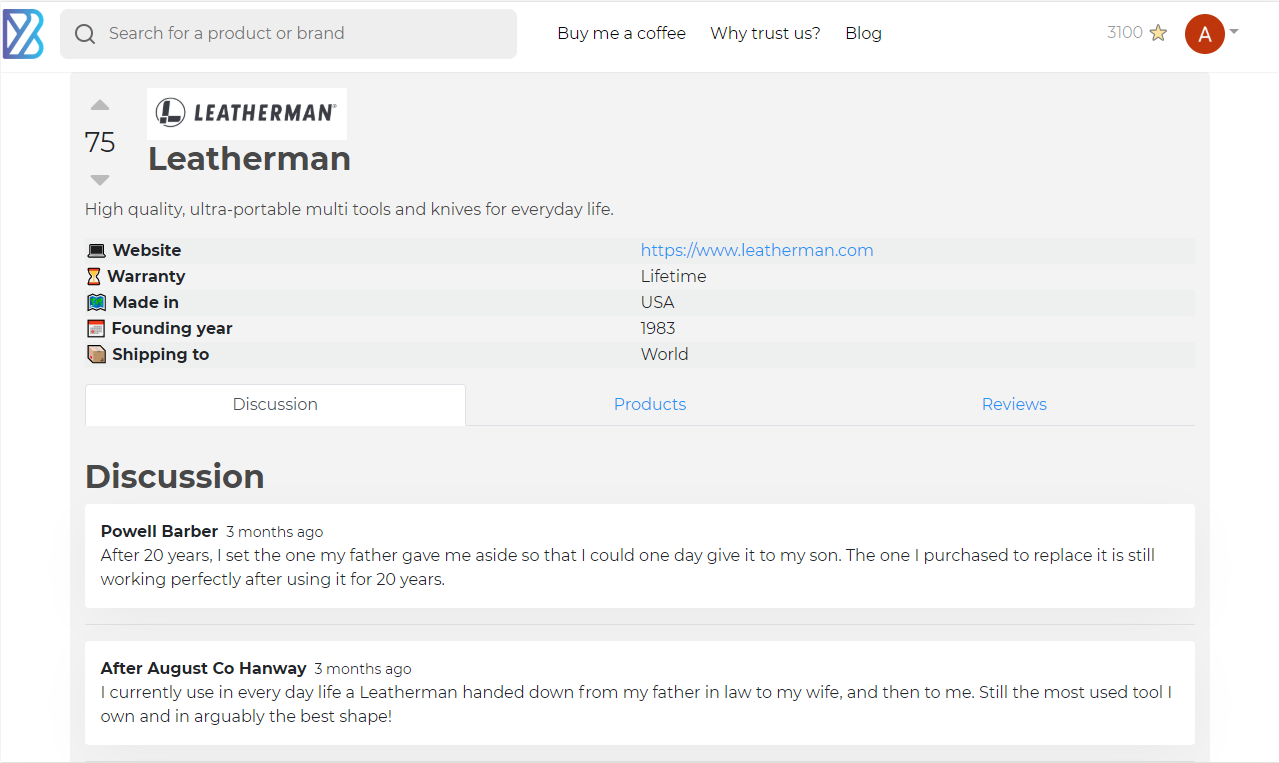 Search for a product or brand
Buy me a coffee
Why trust us?
Blog
3100
A
LEATHERMAN®
75
Leatherman
High quality, ultra-portable multi tools and knives for everyday life.
Website https://www.leatherman.com
Warranty Lifetime
Made in USA
Founding year 1983
Shipping to World
Discussion
Products
Reviews
Discussion
Powell Barber 3 months ago
After 20 years, I set the one my father gave me aside so that I could one day give it to my son. The one I purchased to replace it is still
working perfectly after using it for 20 years.
After August Co Hanway 3 months ago
I currently use in every day life a Leatherman handed down from my father in law to my wife, and then to me. Still the most used tool I
own and in arguably the best shape!